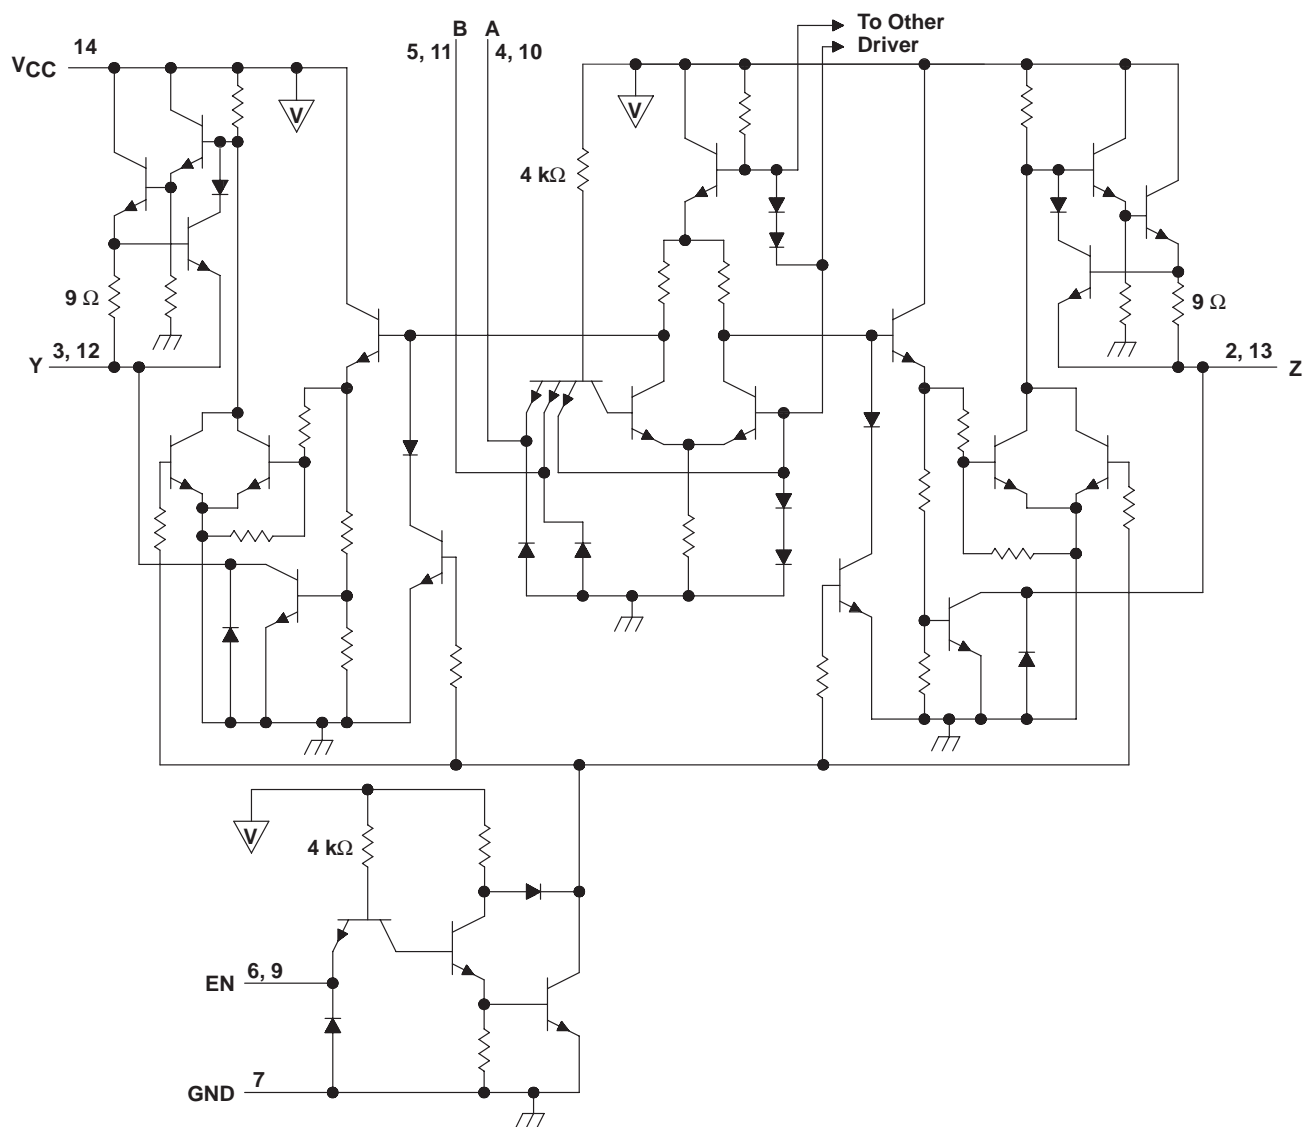 To Other
Driver
B
A
5, 11
4, 10
14
VCC
V
V
4 kΩ
9 Ω
9 Ω
3, 12
Y
2, 13
Z
V
4 kΩ
6, 9
EN
7
GND